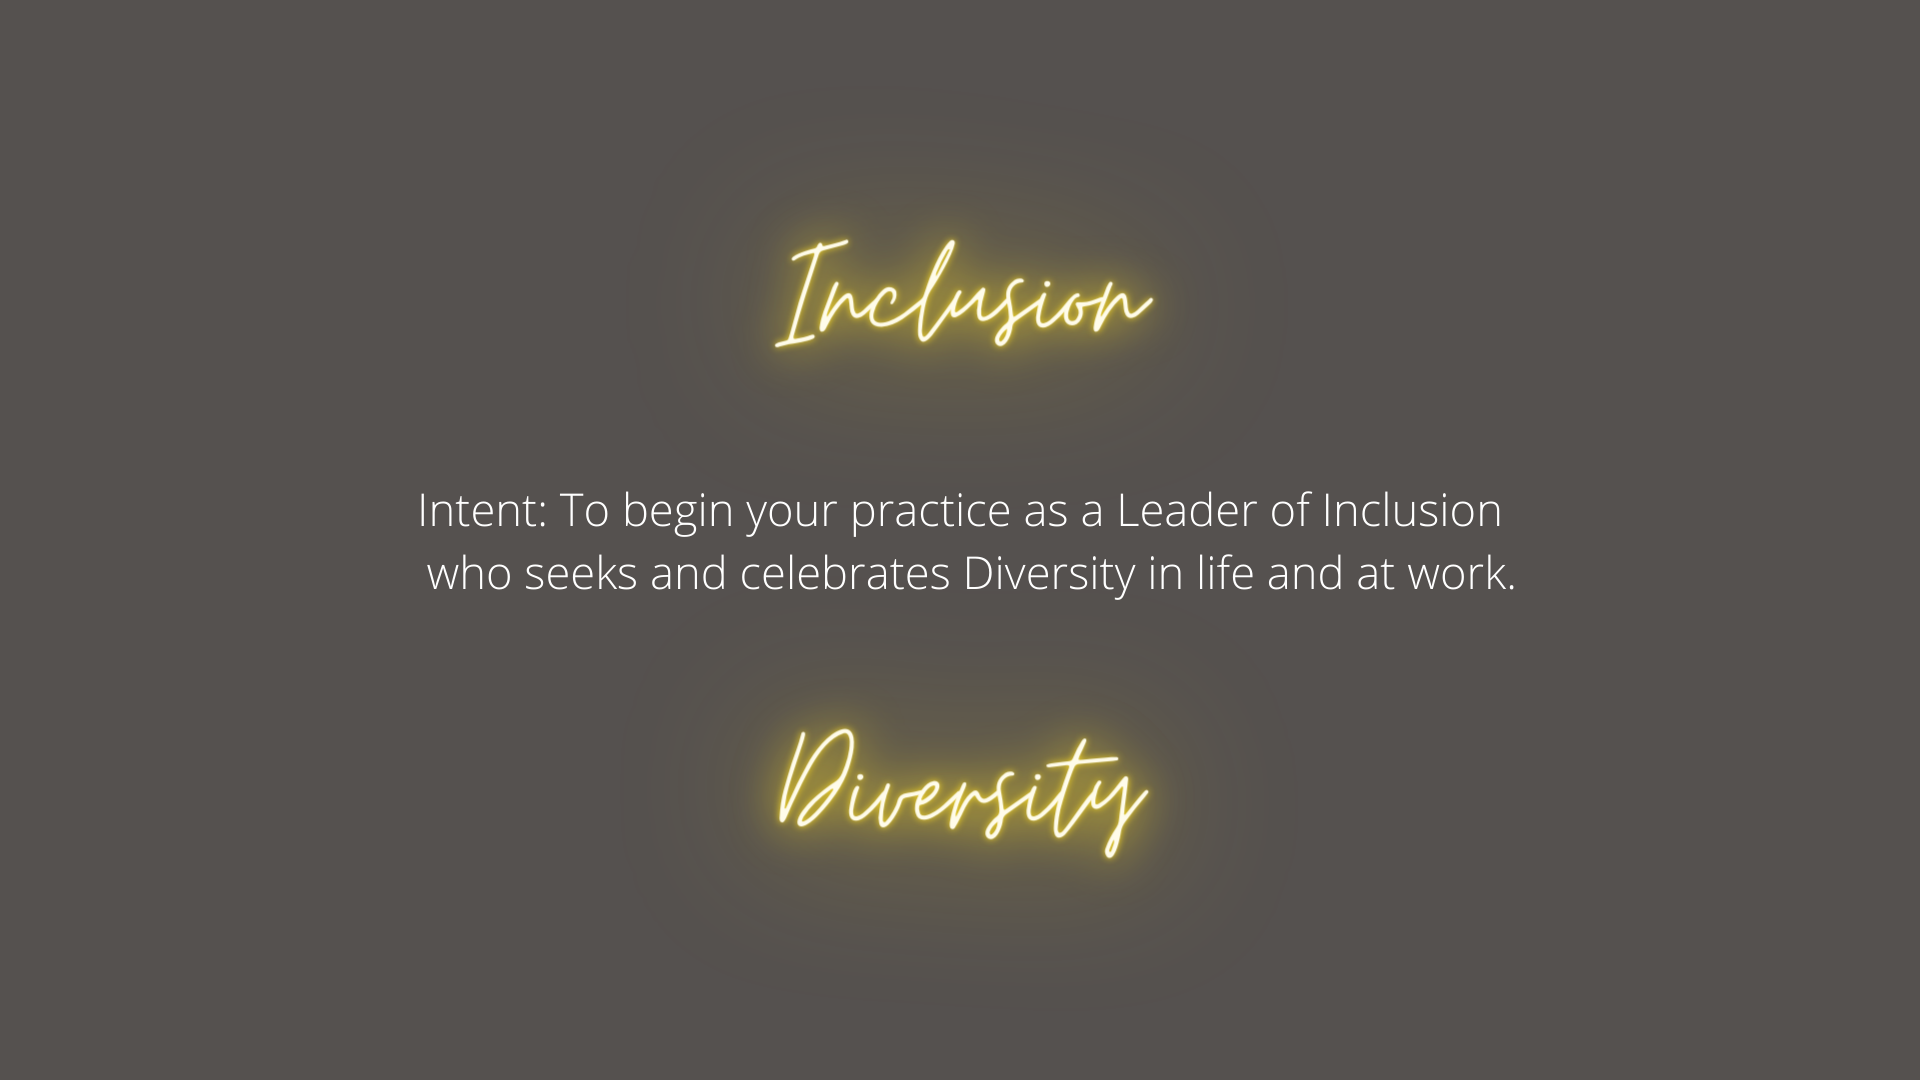 Inclusion
Intent: To begin your practice as a Leader of Inclusion
who seeks and celebrates Diversity in life and at work.
Diversity